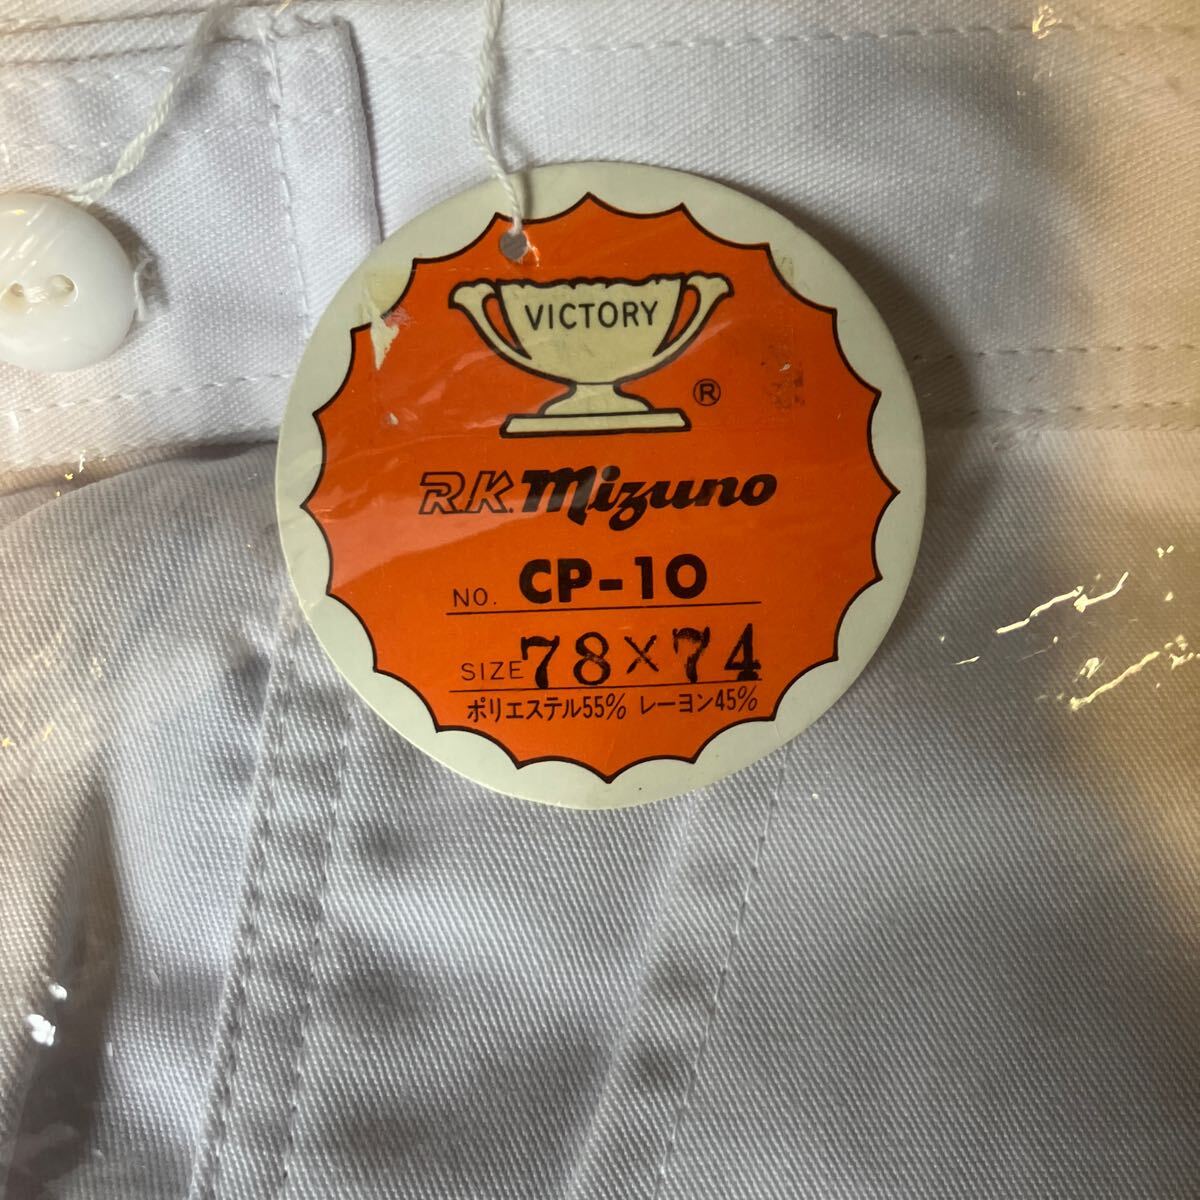 VICTORY
®
R.K. Mizuno
NO. CP-10
SIZE 78×74
ポリエステル55% レーヨン45%